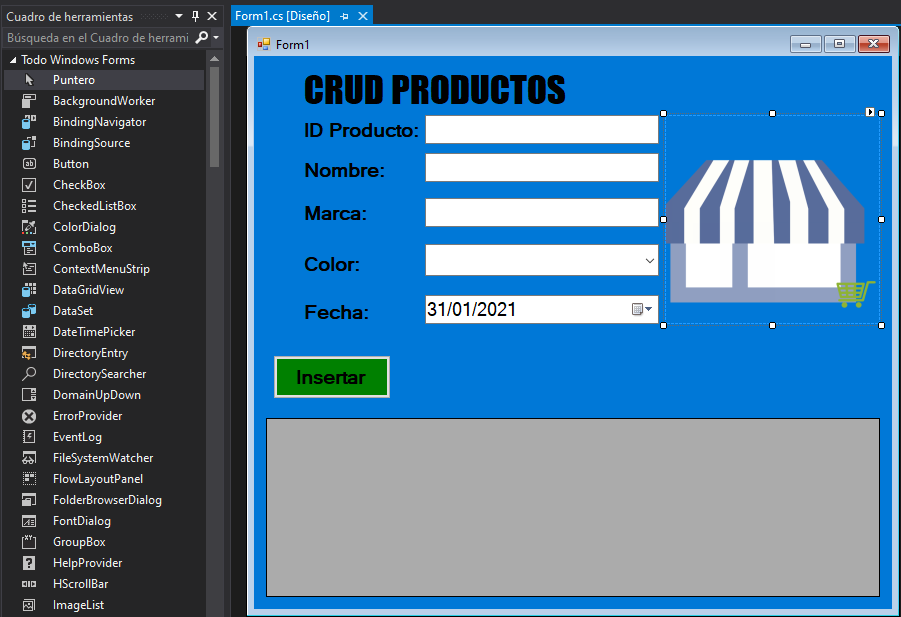 Cuadro de herramientas
Búsqueda en el Cuadro de herrami
Todo Windows Forms
Puntero
BackgroundWorker
BindingNavigator
BindingSource
Button
CheckBox
CheckedListBox
ColorDialog
ComboBox
ContextMenuStrip
DataGridView
DataSet
DateTimePicker
DirectoryEntry
DirectorySearcher
DomainUpDown
ErrorProvider
EventLog
FileSystemWatcher
FlowLayoutPanel
FolderBrowserDialog
FontDialog
GroupBox
HelpProvider
HScrollBar
ImageList
Form1.cs [Diseño]
Form1
CRUD PRODUCTOS
ID Producto:
Nombre:
Marca:
Color:
Fecha: 31/01/2021
Insertar